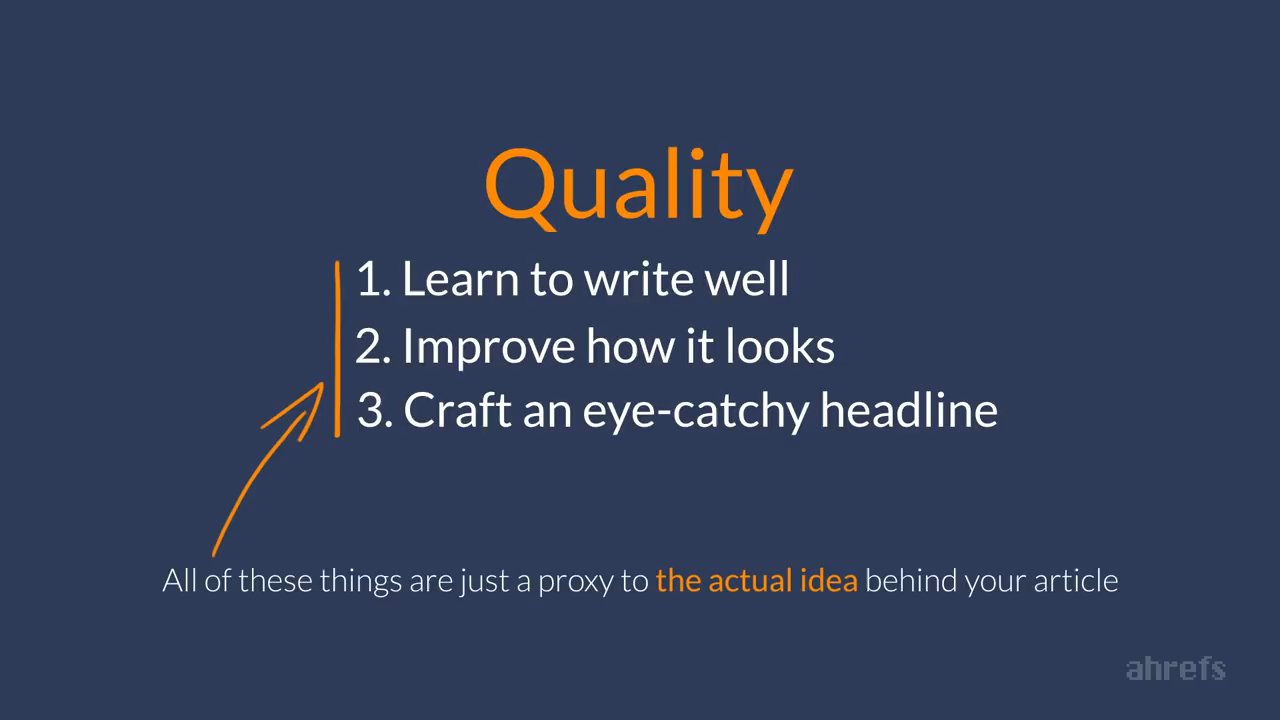 Quality
1. Learn to write well
2. Improve how it looks
3. Craft an eye-catchy headline
All of these things are just a proxy to the actual idea behind your article
ahrefs